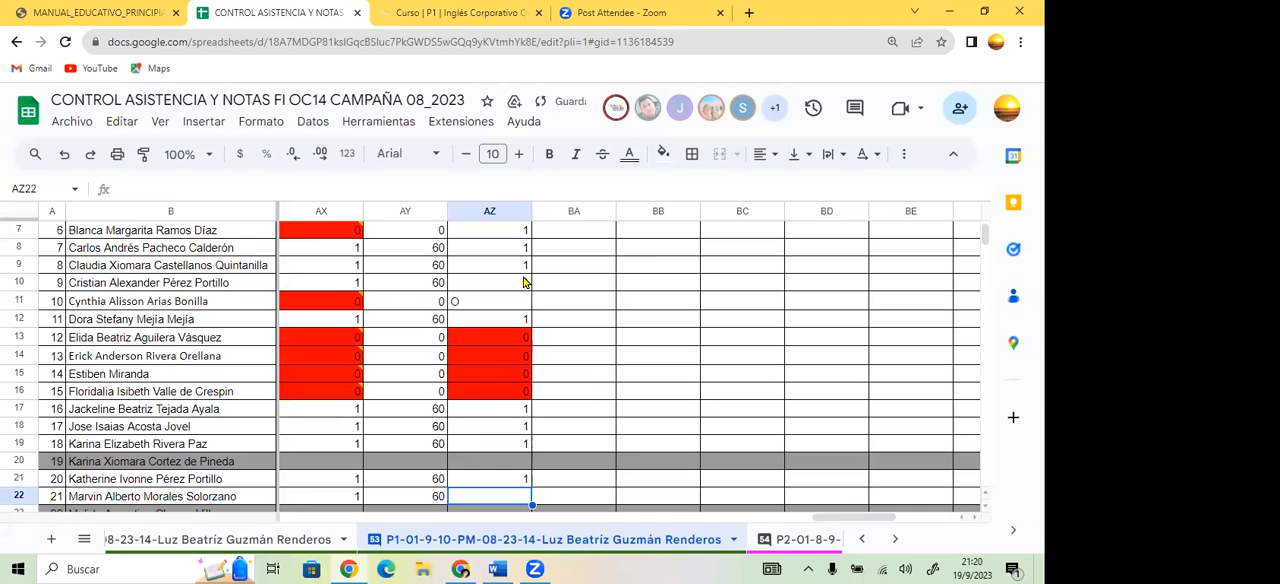 MANUAL_EDUCATIVO_PRINCIPIA
CONTROL ASISTENCIA Y NOTAS
Curso | P1 | Inglés Corporativo C
Post Attendee - Zoom
docs.google.com/spreadsheets/d/18A7MDGP81kslGqcBSluc7PkGWDS5wGQq9yKVtmhYk8E/edit?pli=1#gid=1136184539
Gmail YouTube Maps
CONTROL ASISTENCIA Y NOTAS FI OC14 CAMPAÑA 08_2023 Guarda
J S +1
Archivo Editar Ver Insertar Formato Datos Herramientas Extensiones Ayuda
100% $ % .0 .00 123 Arial - 10 + B I A
AZ22 fx
A B AX AY AZ BA BB BC BD BE
7 6 Blanca Margarita Ramos Díaz 0 0 1
8 7 Carlos Andrés Pacheco Calderón 1 60 1
9 8 Claudia Xiomara Castellanos Quintanilla 1 60 1
10 9 Cristian Alexander Pérez Portillo 1 60
11 10 Cynthia Alisson Arias Bonilla 0 0 O
12 11 Dora Stefany Mejía Mejía 1 60 1
13 12 Elida Beatriz Aguilera Vásquez 0 0 0
14 13 Erick Anderson Rivera Orellana 0 0 0
15 14 Estiben Miranda 0 0 0
16 15 Floridalia Isibeth Valle de Crespin 0 0 0
17 16 Jackeline Beatriz Tejada Ayala 1 60 1
18 17 Jose Isaias Acosta Jovel 1 60 1
19 18 Karina Elizabeth Rivera Paz 1 60 1
20 19 Karina Xiomara Cortez de Pineda
21 20 Katherine Ivonne Pérez Portillo 1 60 1
22 21 Marvin Alberto Morales Solorzano 1 60
08-23-14-Luz Beatríz Guzmán Renderos 53 P1-01-9-10-PM-08-23-14-Luz Beatríz Guzmán Renderos 54 P2-01-8-9-
Buscar
21:20
19/9/2023
1